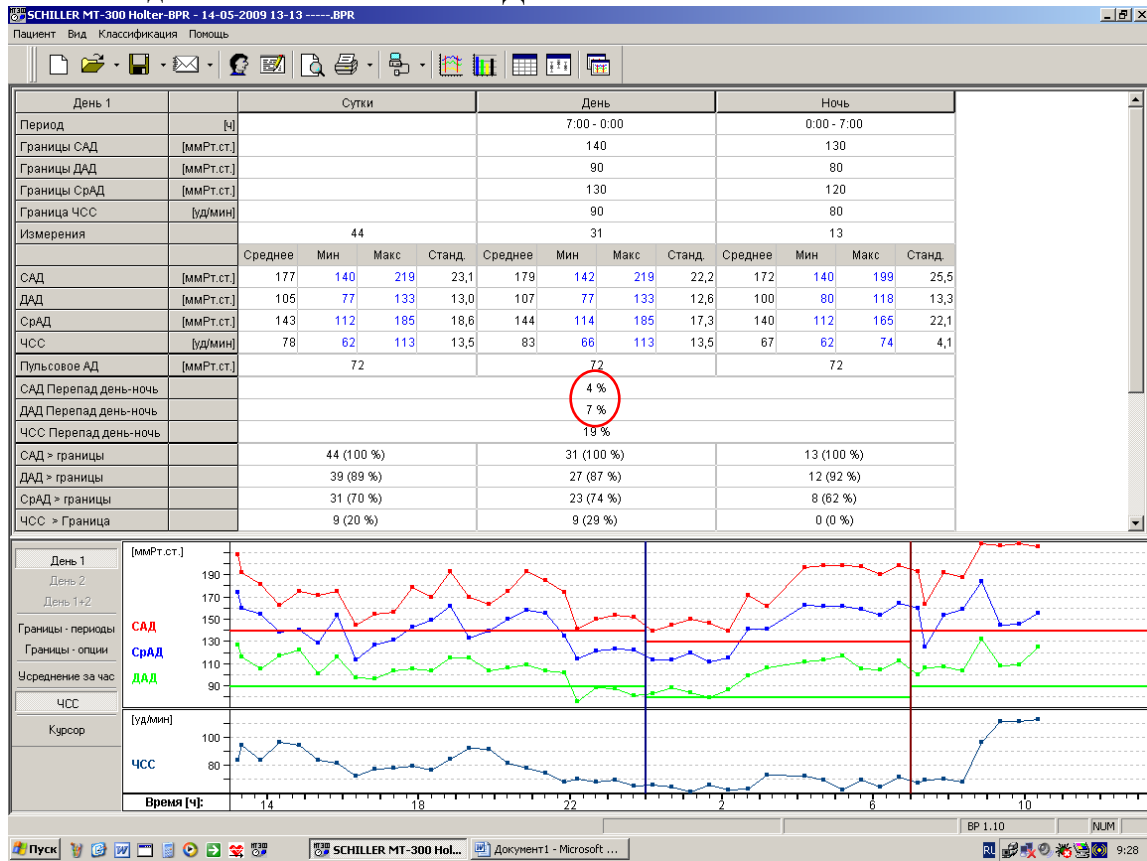 SCHILLER MT-300 Holter-BPR - 14-05-2009 13-13 -----.BPR
Пациент Вид Классификация Помощь
День 1 Сутки День Ночь
Период [ч] 7:00 - 0:00 0:00 - 7:00
Границы САД [ммРт.ст.] 140 130
Границы ДАД [ммРт.ст.] 90 80
Границы СрАД [ммРт.ст.] 130 120
Граница ЧСС [уд/мин] 90 80
Измерения 44 31 13
Среднее Мин Макс Станд. Среднее Мин Макс Станд. Среднее Мин Макс Станд.
САД [ммРт.ст.] 177 140 219 23,1 179 142 219 22,2 172 140 199 25,5
ДАД [ммРт.ст.] 105 77 133 13,0 107 77 133 12,6 100 80 118 13,3
СрАД [ммРт.ст.] 143 112 185 18,6 144 114 185 17,3 140 112 165 22,1
ЧСС [уд/мин] 78 62 113 13,5 83 66 113 13,5 67 62 74 4,1
Пульсовое АД [ммРт.ст.] 72 72 72
САД Перепад день-ночь 4 %
ДАД Перепад день-ночь 7 %
ЧСС Перепад день-ночь 19 %
САД > границы 44 (100 %) 31 (100 %) 13 (100 %)
ДАД > границы 39 (89 %) 27 (87 %) 12 (92 %)
СрАД > границы 31 (70 %) 23 (74 %) 8 (62 %)
ЧСС > Граница 9 (20 %) 9 (29 %) 0 (0 %)
День 1
День 2
День 1+2
Границы - периоды
Границы - опции
Усреднение за час
ЧСС
Курсор
[ммРт.ст.]
190
170
150
130
110
90
САД
СрАД
ДАД
[уд/мин]
100
80
ЧСС
Время [ч]: 14 18 22 2 6 10
BP 1.10 NUM
Пуск SCHILLER MT-300 Hol... Документ1 - Microsoft ... RL 9:28